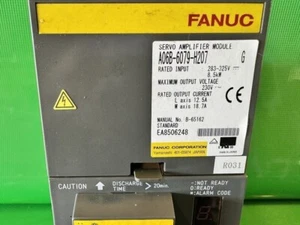 FANUC
SERVO AMPLIFIER MODULE
A06B-6079-H207 G
RATED INPUT 283-325V
8.5kW
MAXIMUM OUTPUT VOLTAGE
230V
RATED OUTPUT CURRENT
L axis 12.5A
M axis 18.7A
MANUAL No. B-65162
STANDARD
EA8506248
FANUC CORPORATION
R031
CAUTION DISCHARGE TIME > 20min.
-:NOT READY
0:READY
*:ALARM CODE